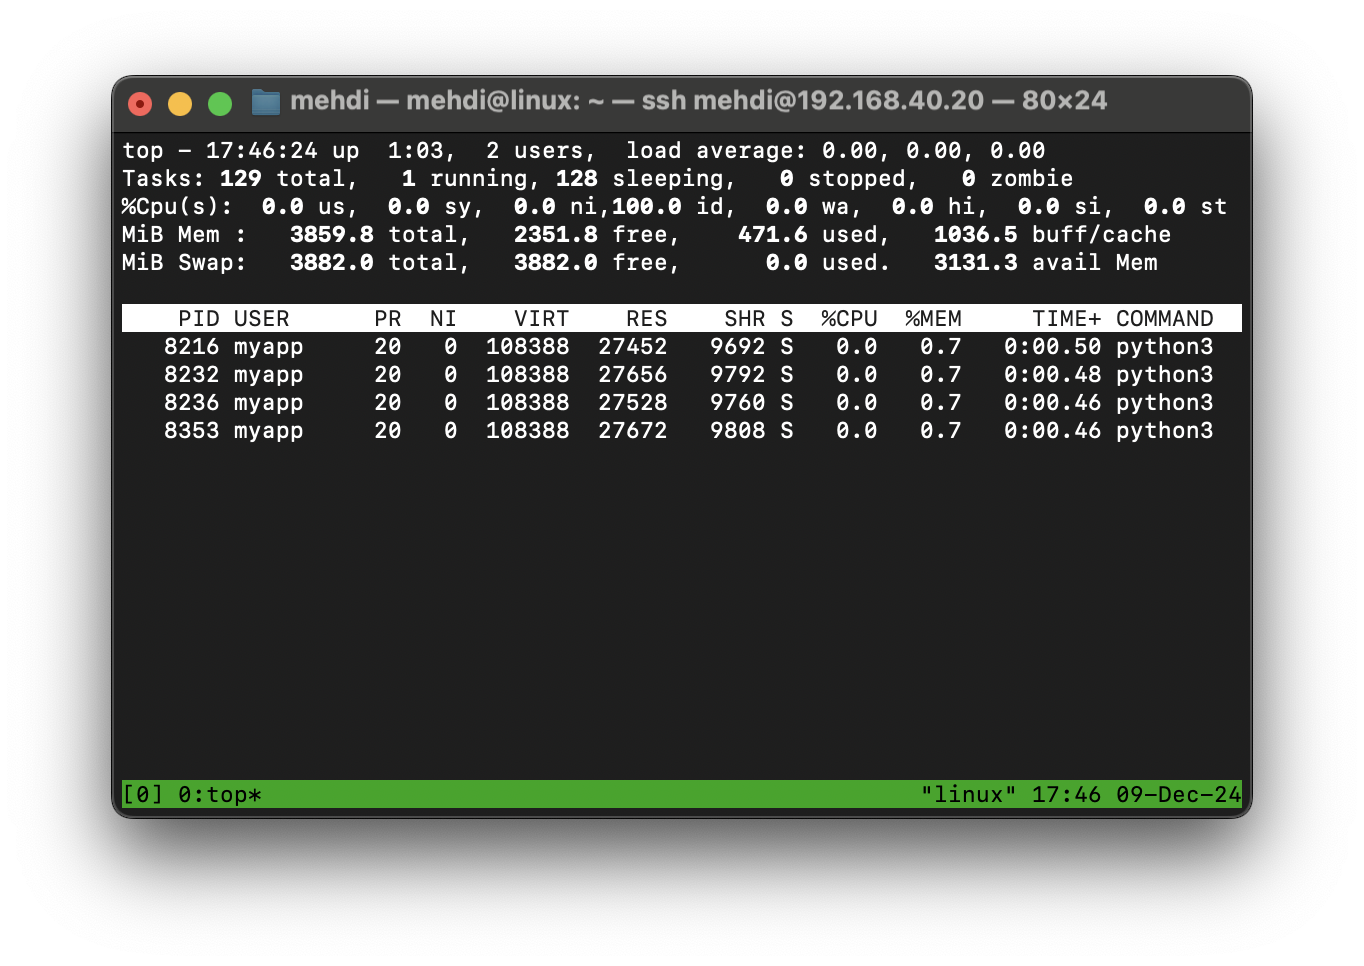 mehdi — mehdi@linux: ~ — ssh mehdi@192.168.40.20 — 80×24
top - 17:46:24 up  1:03,  2 users,  load average: 0.00, 0.00, 0.00
Tasks: 129 total,   1 running, 128 sleeping,   0 stopped,   0 zombie
%Cpu(s):  0.0 us,  0.0 sy,  0.0 ni,100.0 id,  0.0 wa,  0.0 hi,  0.0 si,  0.0 st
MiB Mem :   3859.8 total,   2351.8 free,    471.6 used,   1036.5 buff/cache
MiB Swap:   3882.0 total,   3882.0 free,      0.0 used.   3131.3 avail Mem
PID USER      PR  NI    VIRT    RES    SHR S  %CPU  %MEM     TIME+ COMMAND
8216 myapp     20   0  108388  27452   9692 S   0.0   0.7   0:00.50 python3
8232 myapp     20   0  108388  27656   9792 S   0.0   0.7   0:00.48 python3
8236 myapp     20   0  108388  27528   9760 S   0.0   0.7   0:00.46 python3
8353 myapp     20   0  108388  27672   9808 S   0.0   0.7   0:00.46 python3
[0] 0:top*                                               "linux" 17:46 09-Dec-24